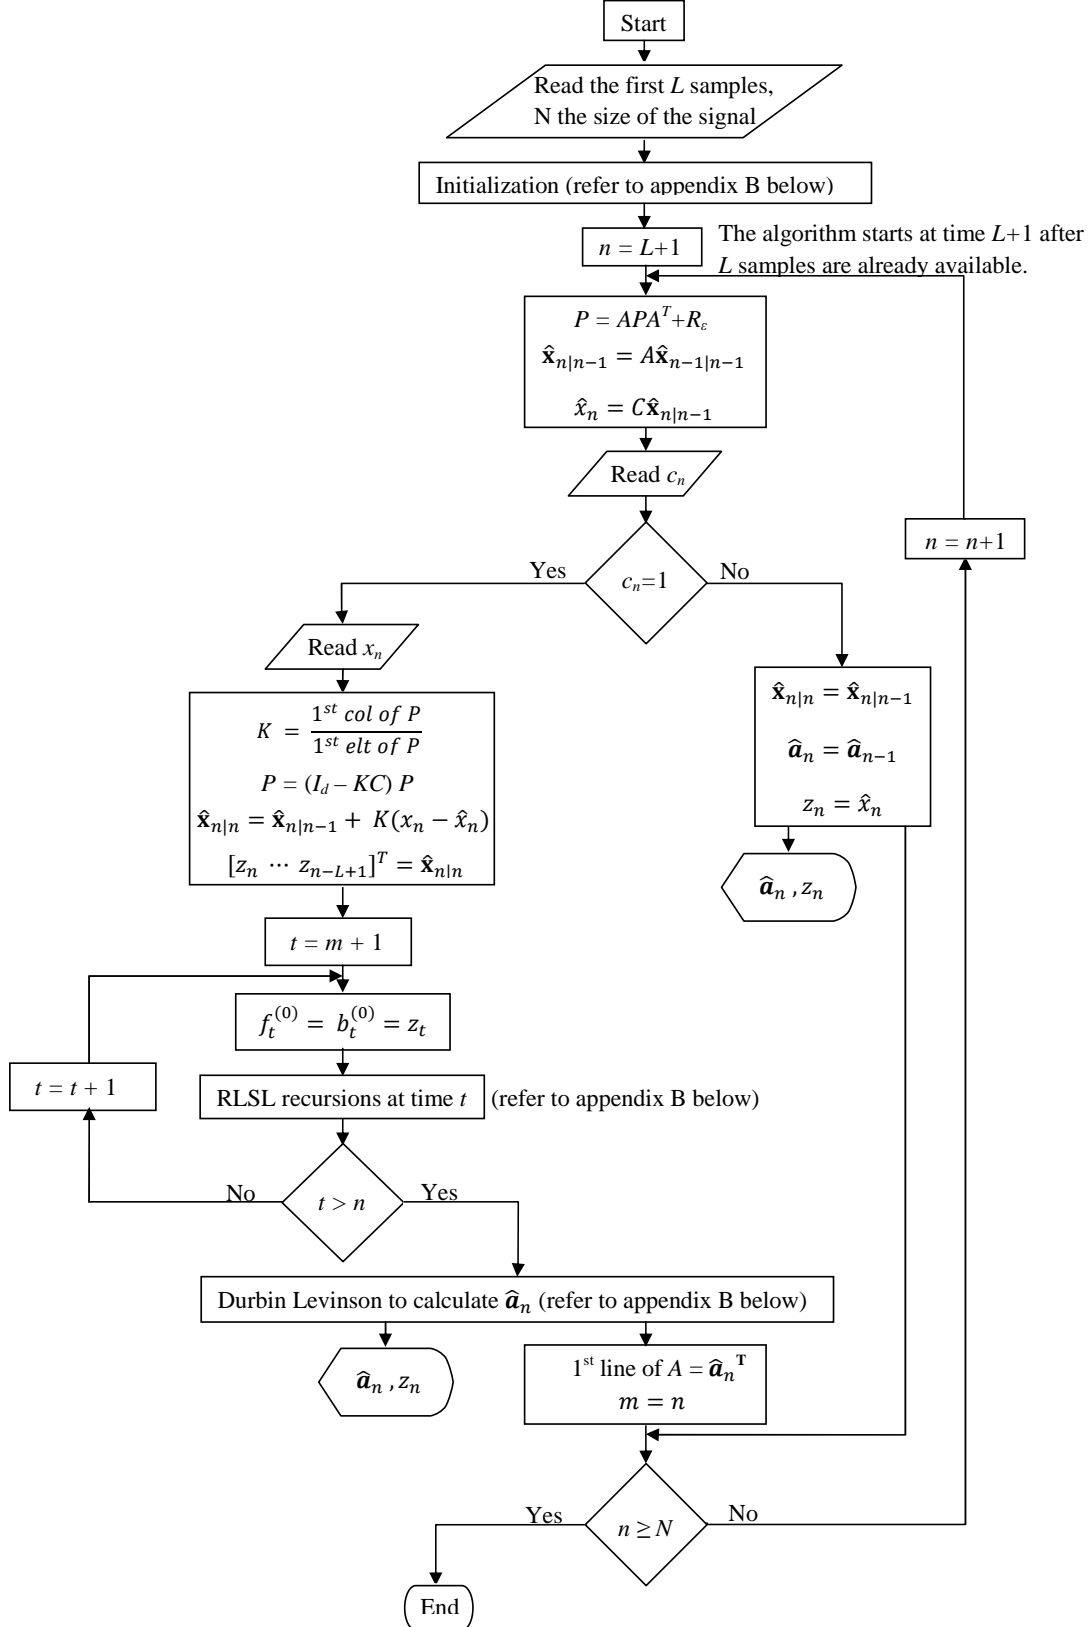 Start
Read the first L samples,
N the size of the signal
Initialization (refer to appendix B below)
n = L+1
The algorithm starts at time L+1 after
L samples are already available.
P = APAᵀ+R_ε
x̂_{n|n−1} = Ax̂_{n−1|n−1}
x̂_n = Cx̂_{n|n−1}
Read c_n
n = n+1
Yes
c_n=1
No
Read x_n
K = 1^{st} col of P / 1^{st} elt of P
P = (I_d – KC) P
x̂_{n|n} = x̂_{n|n−1} + K(x_n − x̂_n)
[z_n ⋯ z_{n−L+1}]ᵀ = x̂_{n|n}
x̂_{n|n} = x̂_{n|n−1}
â_n = â_{n−1}
z_n = x̂_n
â_n , z_n
t = m + 1
f_t^{(0)} = b_t^{(0)} = z_t
t = t + 1
RLSL recursions at time t (refer to appendix B below)
No
t > n
Yes
Durbin Levinson to calculate â_n (refer to appendix B below)
â_n , z_n
1^{st} line of A = â_n^T
m = n
Yes
n ≥ N
No
End